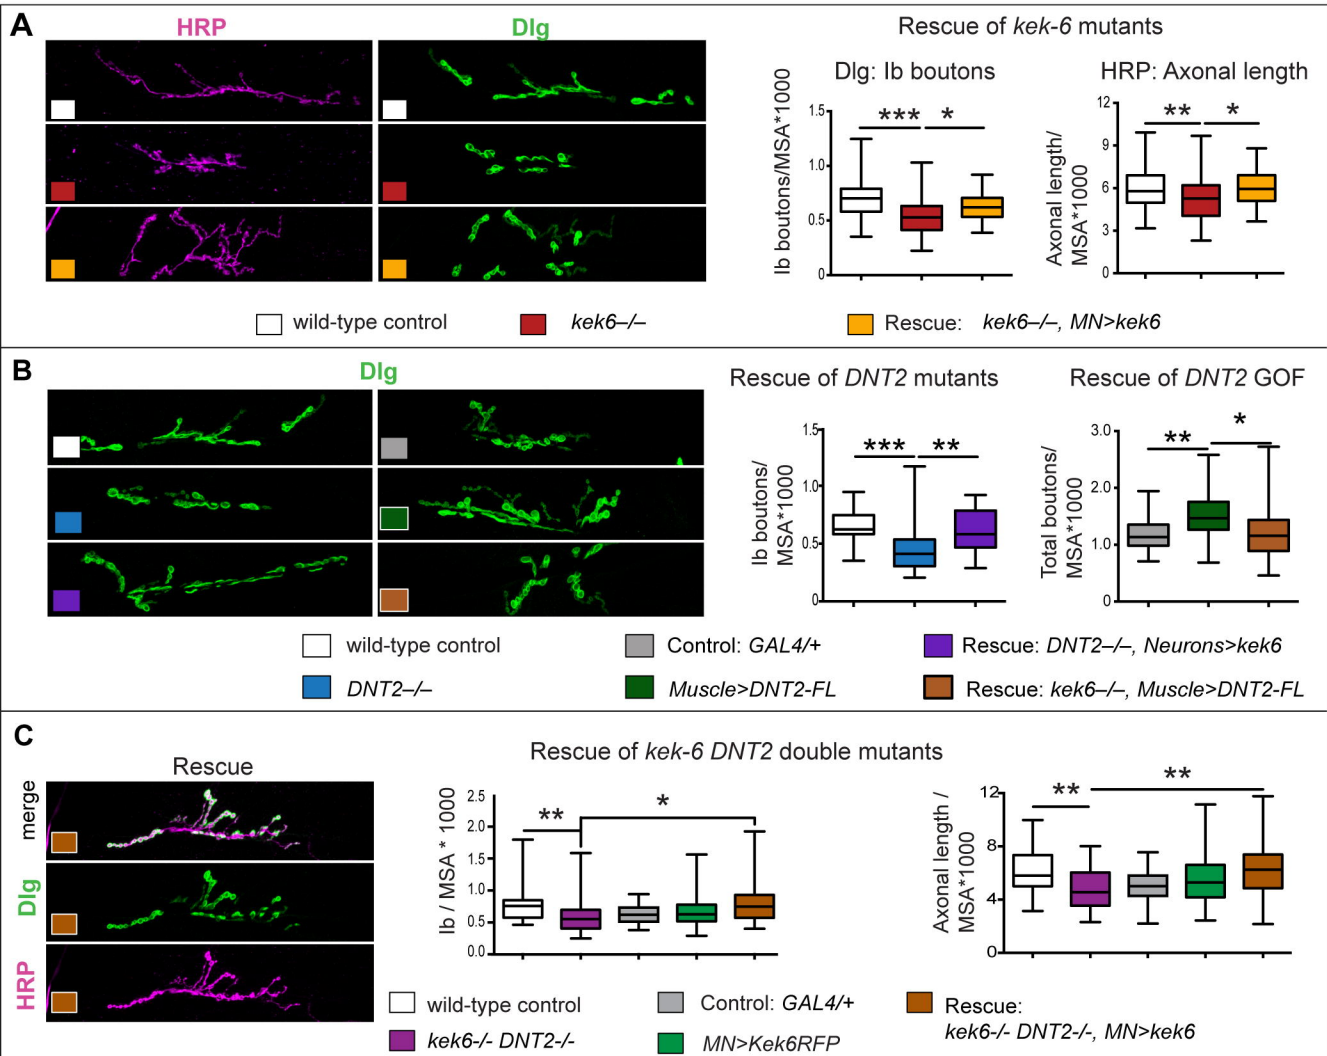 A
HRP
Dlg
Rescue of kek-6 mutants
Dlg: Ib boutons
HRP: Axonal length
Ib boutons/MSA*1000
1.5
1.0
0.5
0
***
*
Axonal length/
MSA*1000
12
9
6
3
0
**
*
wild-type control
kek6–/–
Rescue: kek6–/–, MN>kek6
B
Dlg
Rescue of DNT2 mutants
Rescue of DNT2 GOF
Ib boutons/
MSA*1000
1.5
1.0
0.5
0
***
**
Total boutons/
MSA*1000
3.0
2.0
1.0
0
**
*
wild-type control
Control: GAL4/+
Rescue: DNT2–/–, Neurons>kek6
DNT2–/–
Muscle>DNT2-FL
Rescue: kek6–/–, Muscle>DNT2-FL
C
Rescue of kek-6 DNT2 double mutants
Rescue
merge
Dlg
HRP
Ib / MSA * 1000
2.5
2.0
1.5
1.0
0.5
0.0
**
*
Axonal length /
MSA*1000
12
8
4
0
**
**
wild-type control
Control: GAL4/+
Rescue:
kek6-/- DNT2-/-, MN>kek6
kek6-/- DNT2-/-
MN>Kek6RFP